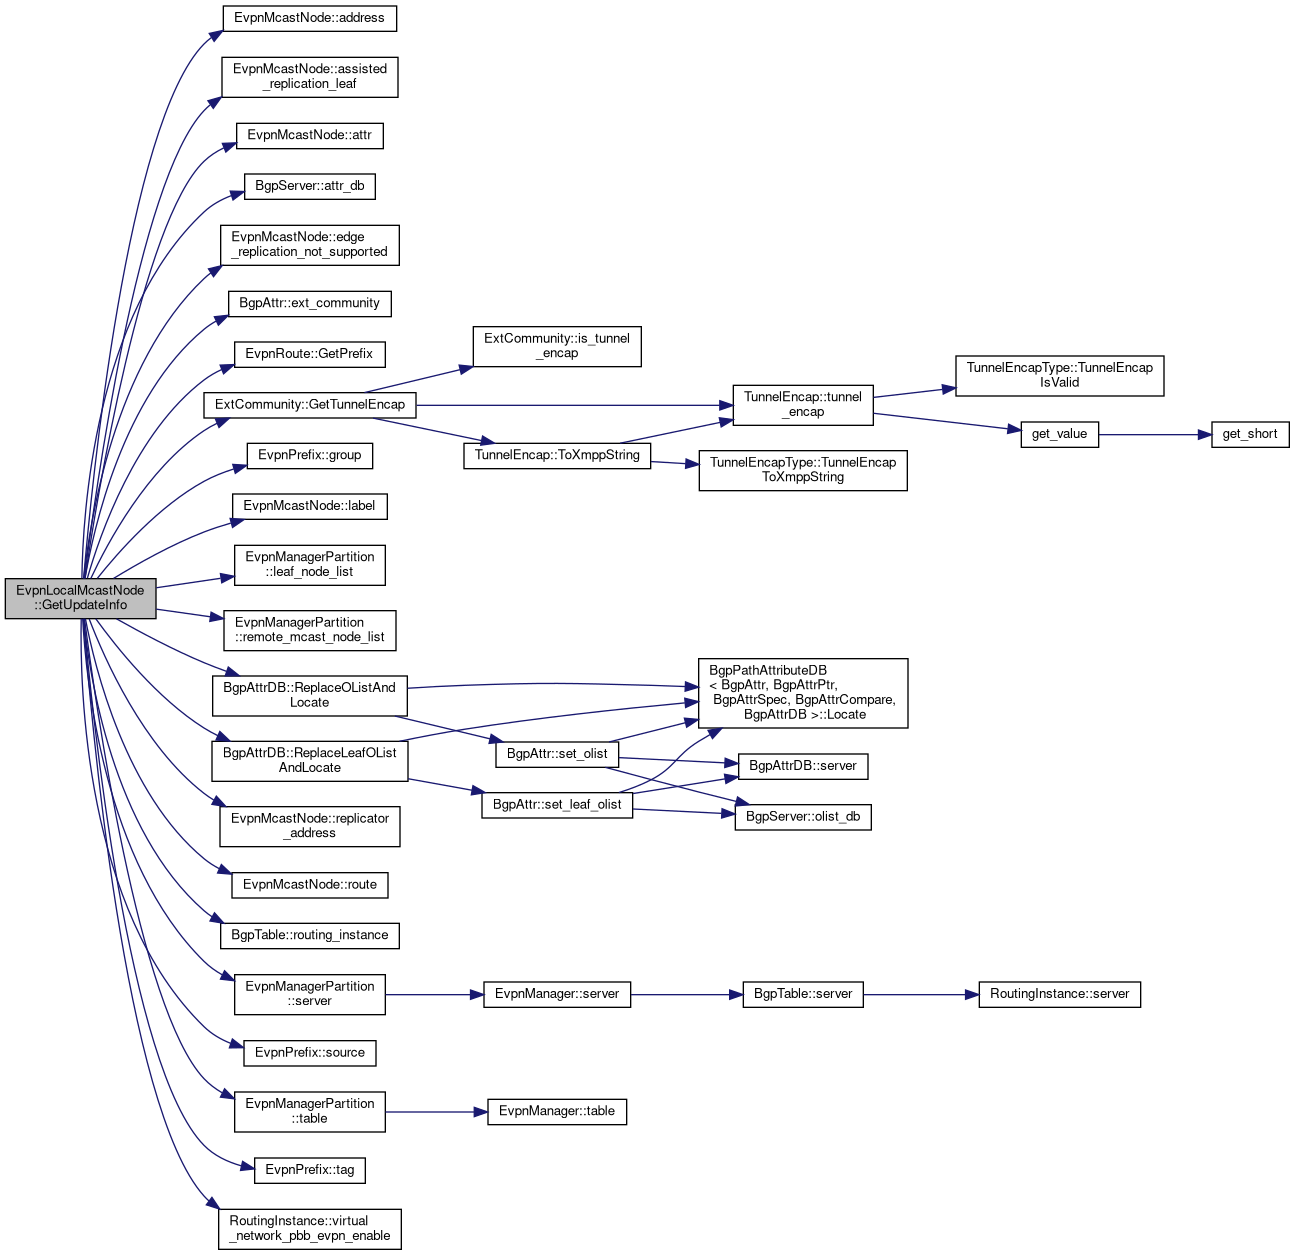 EvpnMcastNode::address
EvpnMcastNode::assisted
_replication_leaf
EvpnMcastNode::attr
BgpServer::attr_db
EvpnMcastNode::edge
_replication_not_supported
BgpAttr::ext_community
EvpnRoute::GetPrefix
ExtCommunity::GetTunnelEncap
ExtCommunity::is_tunnel
_encap
TunnelEncap::tunnel
_encap
TunnelEncapType::TunnelEncap
IsValid
get_value
get_short
TunnelEncap::ToXmppString
TunnelEncapType::TunnelEncap
ToXmppString
EvpnPrefix::group
EvpnMcastNode::label
EvpnManagerPartition
::leaf_node_list
EvpnLocalMcastNode
::GetUpdateInfo
EvpnManagerPartition
::remote_mcast_node_list
BgpAttrDB::ReplaceOListAnd
Locate
BgpPathAttributeDB
< BgpAttr, BgpAttrPtr,
BgpAttrSpec, BgpAttrCompare,
BgpAttrDB >::Locate
BgpAttrDB::ReplaceLeafOList
AndLocate
BgpAttr::set_olist
BgpAttrDB::server
BgpAttr::set_leaf_olist
BgpServer::olist_db
EvpnMcastNode::replicator
_address
EvpnMcastNode::route
BgpTable::routing_instance
EvpnManagerPartition
::server
EvpnManager::server
BgpTable::server
RoutingInstance::server
EvpnPrefix::source
EvpnManagerPartition
::table
EvpnManager::table
EvpnPrefix::tag
RoutingInstance::virtual
_network_pbb_evpn_enable